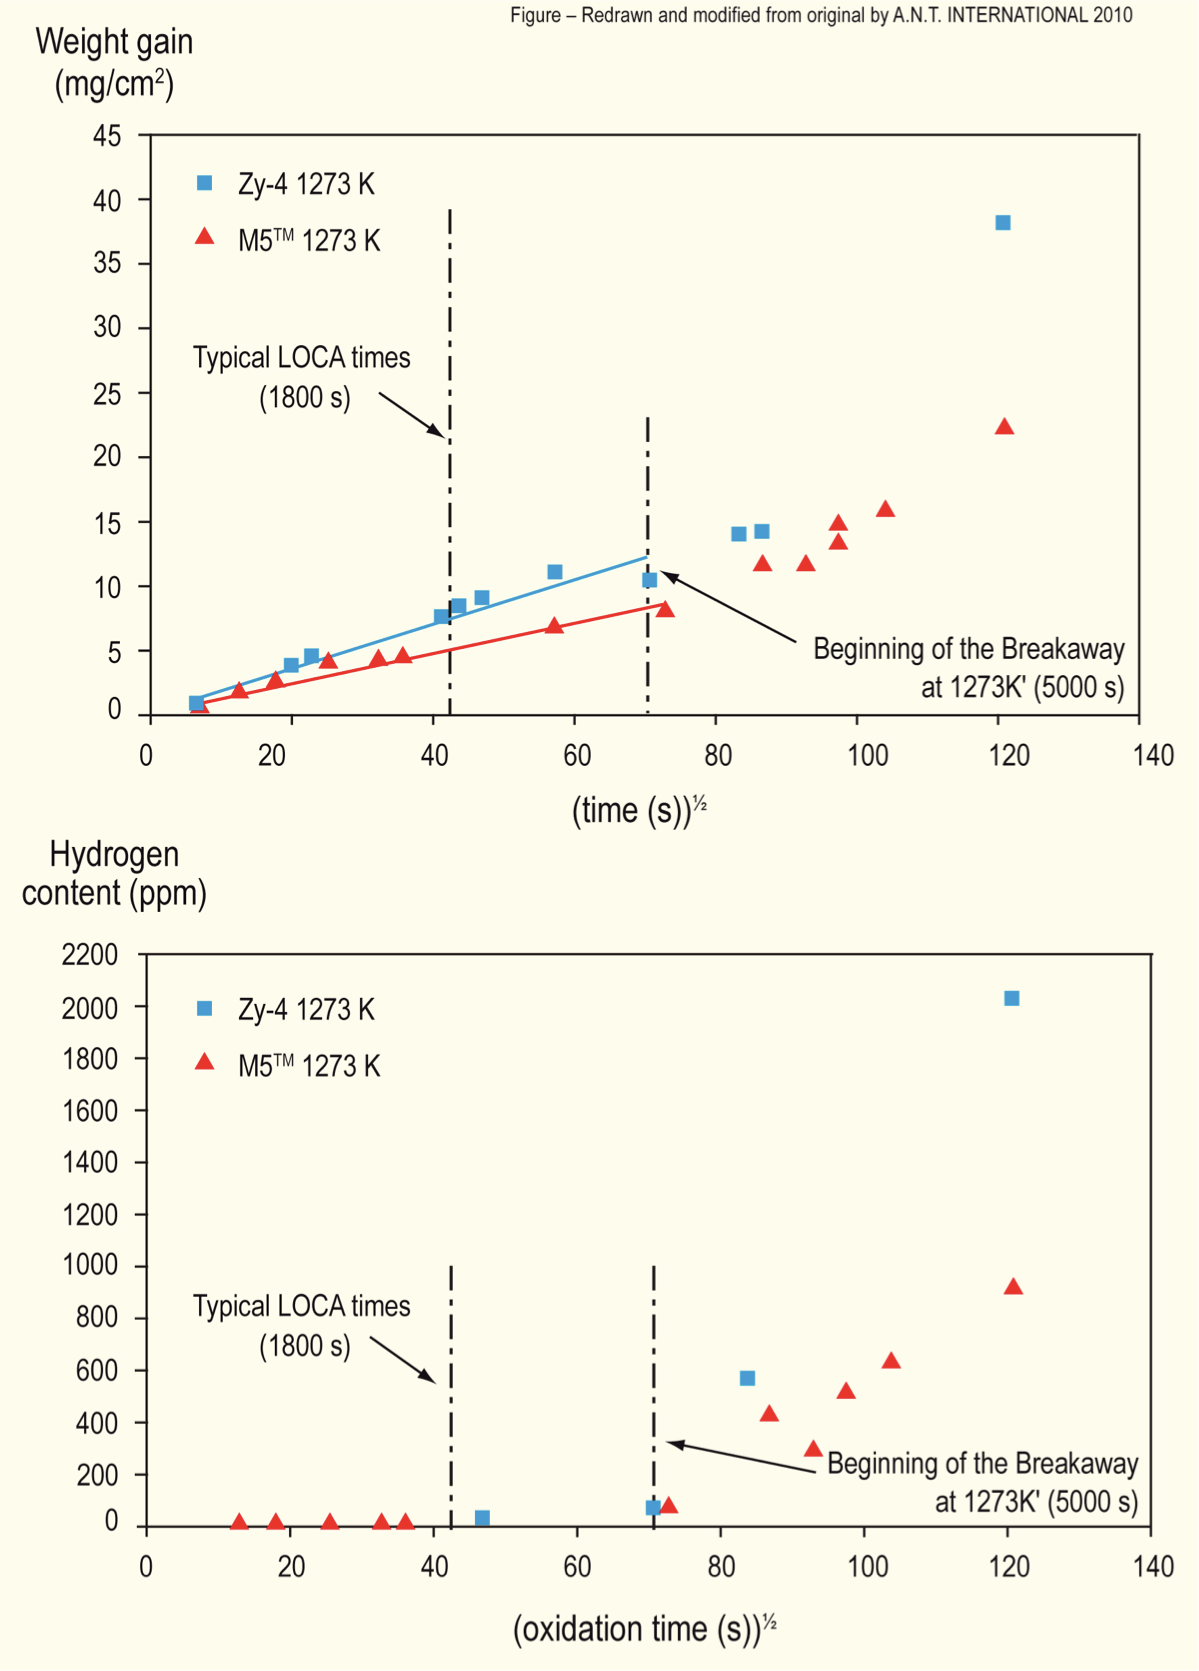 Figure – Redrawn and modified from original by A.N.T. INTERNATIONAL 2010
Weight gain
(mg/cm²)
45
40
35
30
25
20
15
10
5
0
Zy-4 1273 K
M5™ 1273 K
Typical LOCA times
(1800 s)
Beginning of the Breakaway
at 1273K' (5000 s)
0 20 40 60 80 100 120 140
(time (s))½
Hydrogen
content (ppm)
2200
2000
1800
1600
1400
1200
1000
800
600
400
200
0
Zy-4 1273 K
M5™ 1273 K
Typical LOCA times
(1800 s)
Beginning of the Breakaway
at 1273K' (5000 s)
0 20 40 60 80 100 120 140
(oxidation time (s))½